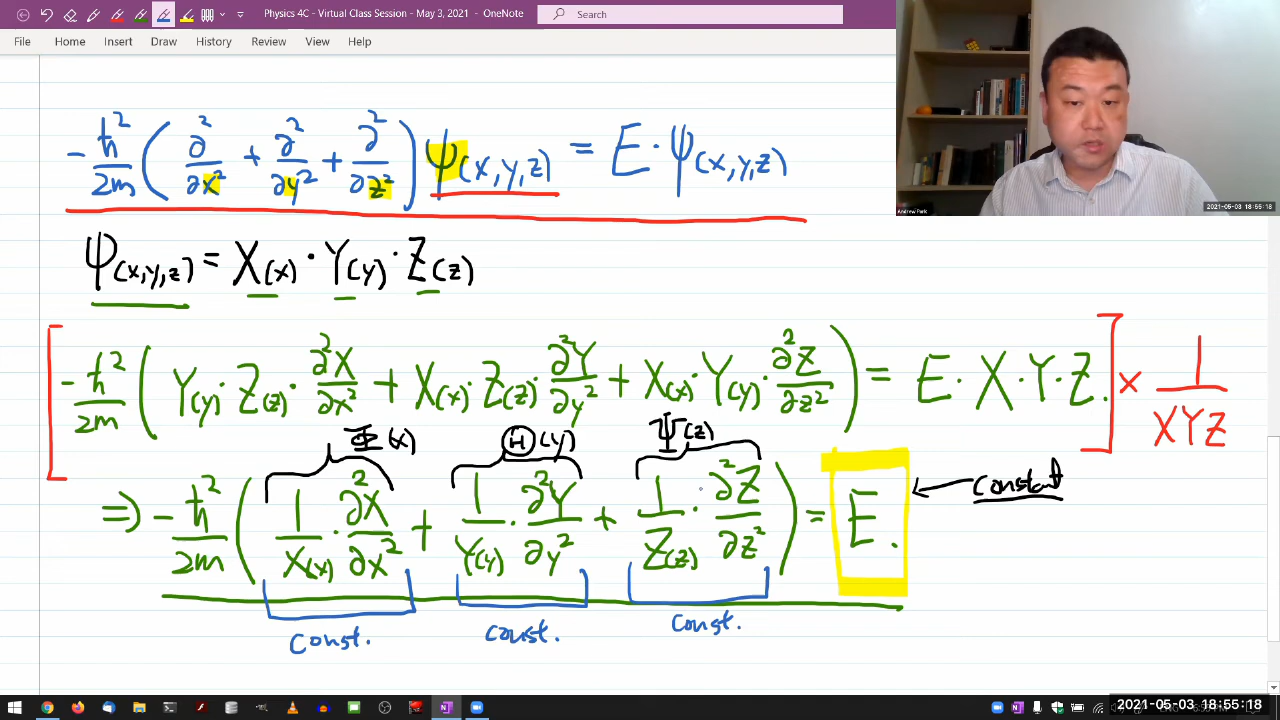 Physics 4C - Virtual Class Session - May 3, 2021 - OneNote
Search
File Home Insert Draw History Review View Help
Andrew Park
2021-05-03 18:55:18
-ħ²/2m (∂²/∂x² + ∂²/∂y² + ∂²/∂z²) ψ(x,y,z) = E·ψ(x,y,z)
ψ(x,y,z) = X(x)·Y(y)·Z(z)
[-ħ²/2m (Y(y)·Z(z)·∂²X/∂x² + X(x)·Z(z)·∂²Y/∂y² + X(x)·Y(y)·∂²Z/∂z²) = E·X·Y·Z.] × 1/XYZ
Φ(x) Θ(y) Ψ(z)
⇒ -ħ²/2m (1/X(x)·∂²X/∂x² + 1/Y(y)·∂²Y/∂y² + 1/Z(z)·∂²Z/∂z²) = E. ← constant
const. const. const.
2021-05-03 18:55:18